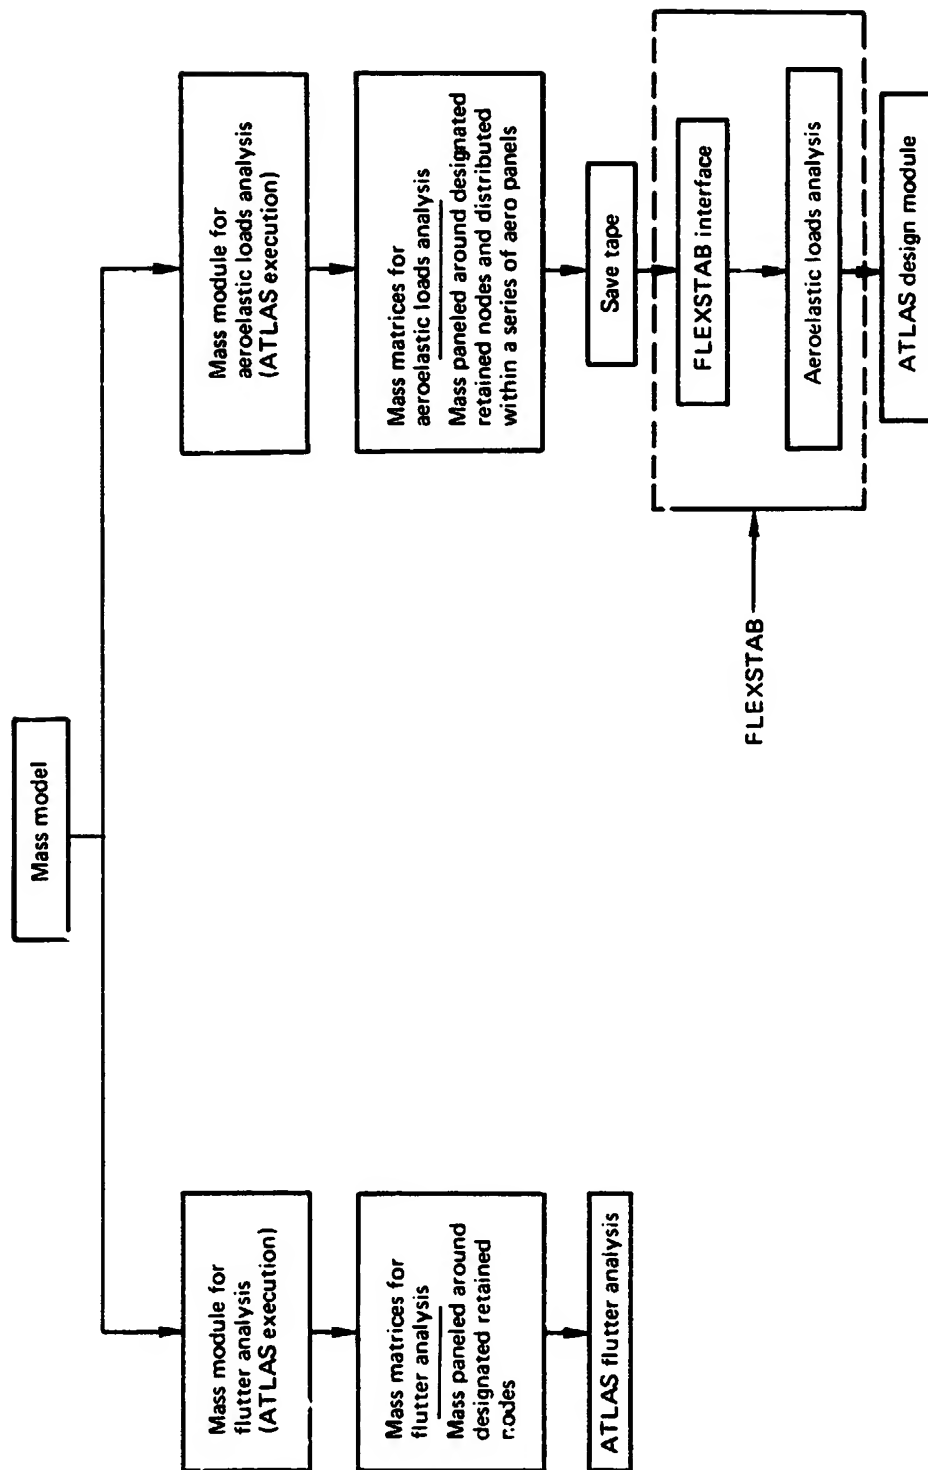 Mass model
Mass module for
flutter analysis
(ATLAS execution)
Mass matrices for
flutter analysis
Mass paneled around
designated retained
nodes
ATLAS flutter analysis
Mass module for
aeroelastic loads analysis
(ATLAS execution)
Mass matrices for
aeroelastic loads analysis
Mass paneled around designated
retained nodes and distributed
within a series of aero panels
Save tape
FLEXSTAB
FLEXSTAB interface
Aeroelastic loads analysis
ATLAS design module